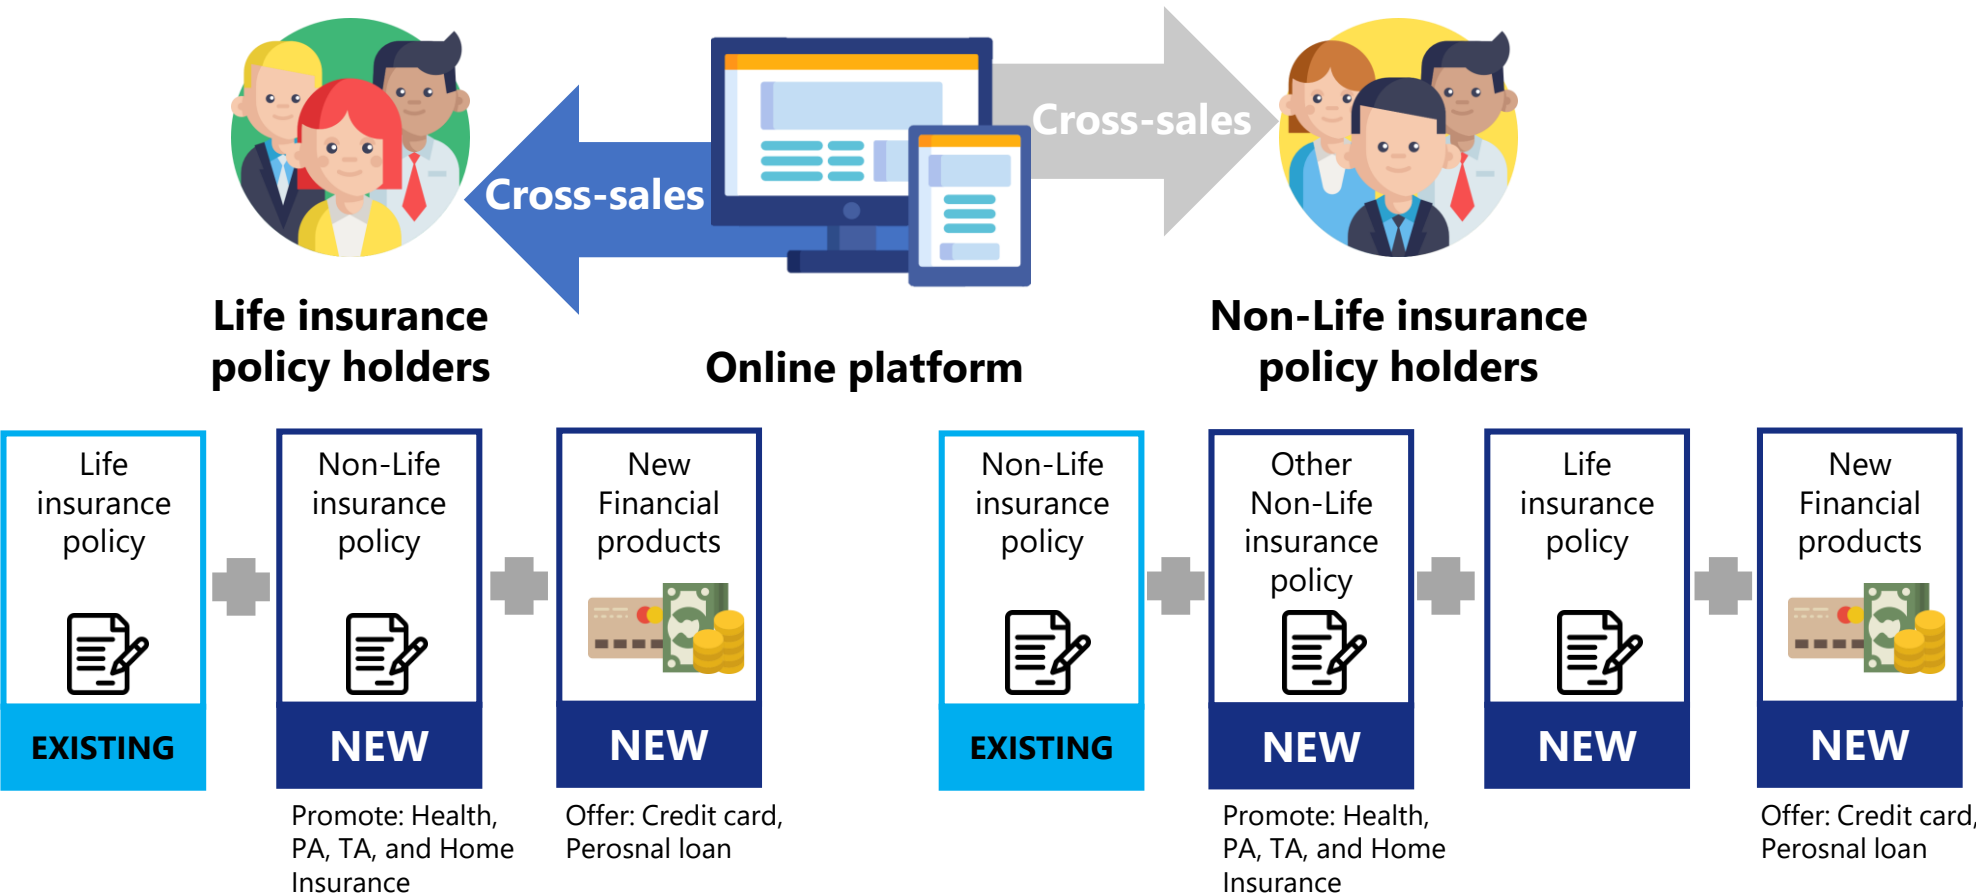 Cross-sales
Cross-sales
Life insurance
policy holders
Online platform
Non-Life insurance
policy holders
Life
insurance
policy
EXISTING
Non-Life
insurance
policy
NEW
Promote: Health,
PA, TA, and Home
Insurance
New
Financial
products
NEW
Offer: Credit card,
Perosnal loan
Non-Life
insurance
policy
EXISTING
Other
Non-Life
insurance
policy
NEW
Promote: Health,
PA, TA, and Home
Insurance
Life
insurance
policy
NEW
New
Financial
products
NEW
Offer: Credit card,
Perosnal loan